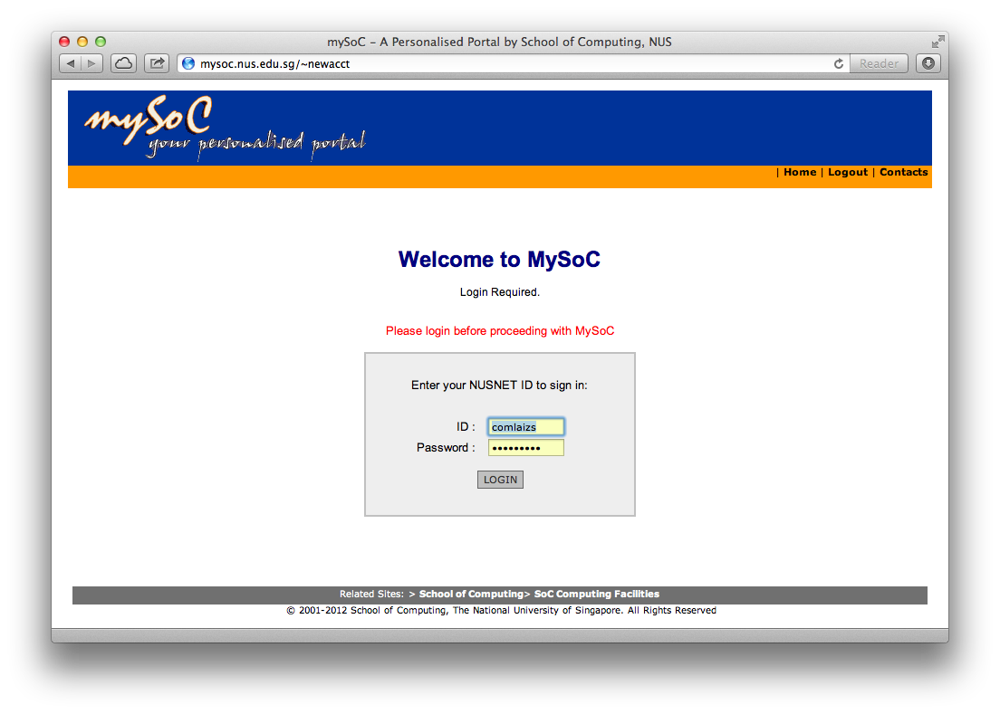 mySoC – A Personalised Portal by School of Computing, NUS
mysoc.nus.edu.sg/~newacct
Reader
mySoC
your personalised portal
| Home | Logout | Contacts
Welcome to MySoC
Login Required.
Please login before proceeding with MySoC
Enter your NUSNET ID to sign in:
ID : comlaizs
Password : •••••••••
LOGIN
Related Sites: > School of Computing> SoC Computing Facilities
© 2001-2012 School of Computing, The National University of Singapore. All Rights Reserved